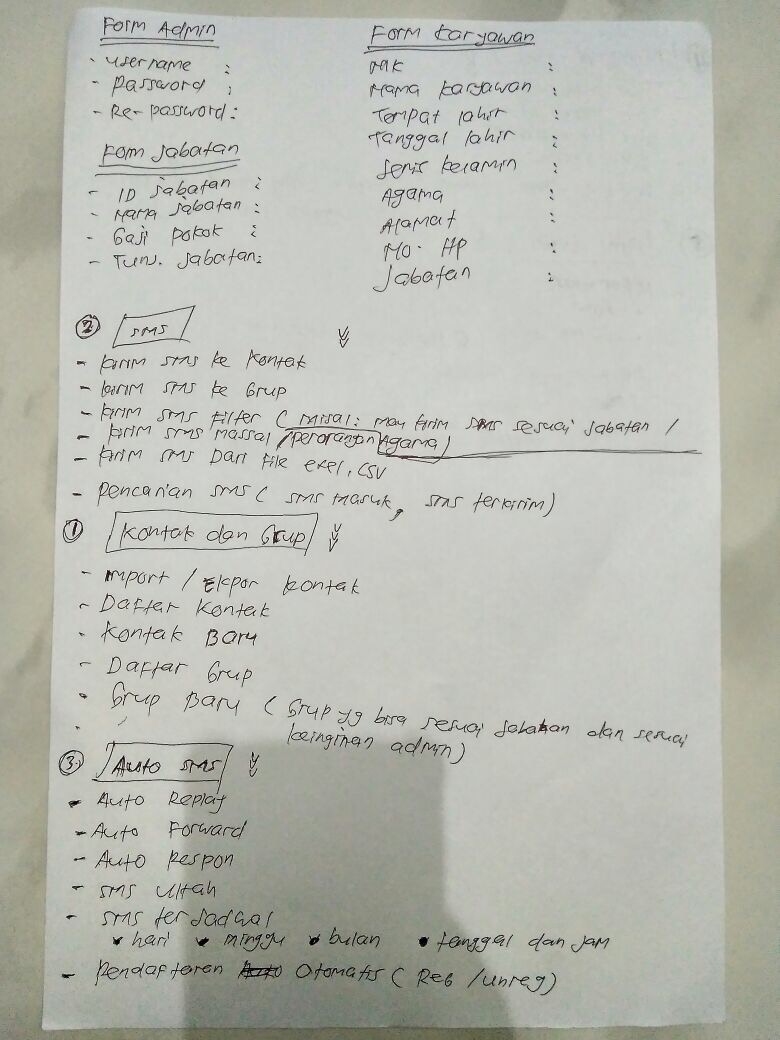 Form Admin
- username :
- Password :
- Re-password :
Form Jabatan
- ID Jabatan :
- Nama Jabatan :
- Gaji Pokok :
- Tunj. Jabatan :
Form Karyawan
NIK :
Nama Karyawan :
Tempat lahir :
Tanggal lahir :
Jenis kelamin :
Agama :
Alamat :
No. HP :
Jabatan :
② SMS
- kirim sms ke kontak
- kirim sms ke Grup
- kirim sms Filter ( misal : mau kirim sms sesuai jabatan /
- kirim sms massal /perorangan Agama )
- kirim sms Dari File exel, CSV
- pencarian sms ( sms masuk, sms terkirim)
① Kontak dan Grup
- import / Ekpor kontak
- Daftar Kontak
- Kontak Baru
- Daftar Grup
- Grup Baru ( Grup yg bisa sesuai jabatan dan sesuai
keinginan admin )
③. Auto sms
- Auto Replay
- Auto Forward
- Auto Respon
- sms ultah
- sms terjadwal
• hari • minggu • bulan • tanggal dan jam
- Pendaftaran Otomatis ( REG /unreg )